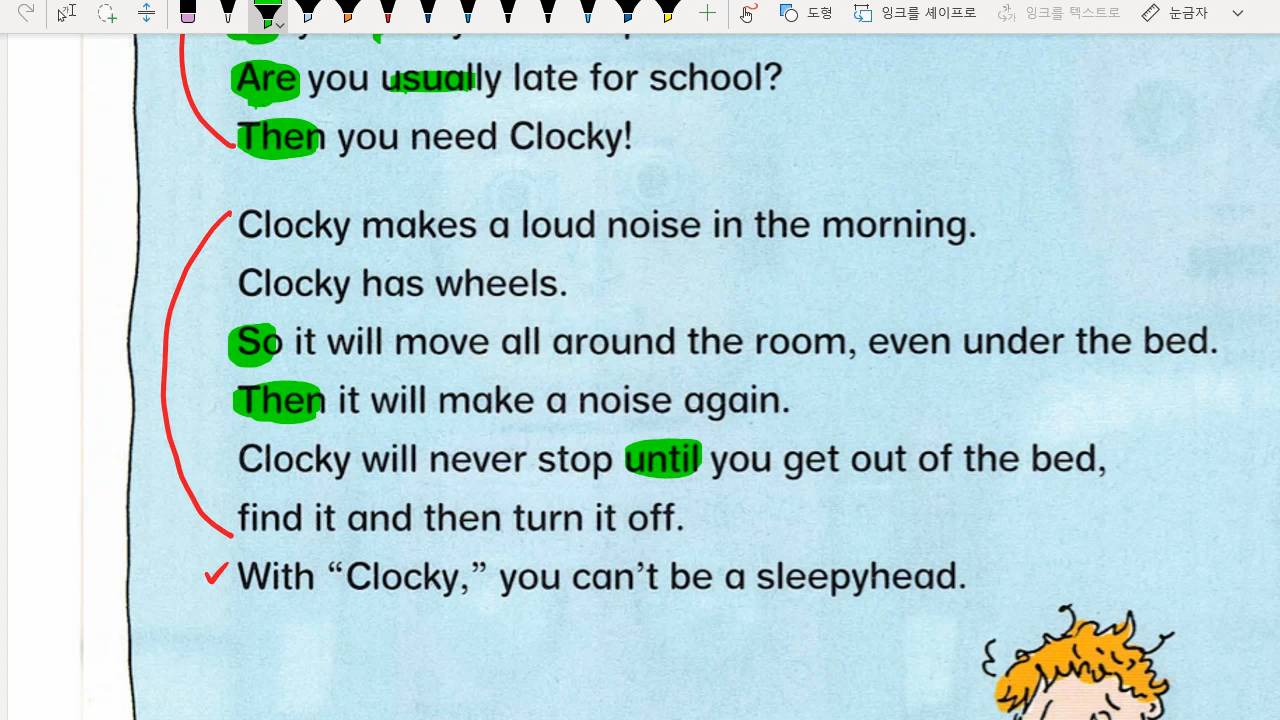 도형
잉크를 셰이프로
잉크를 텍스트로
눈금자
Are you usually late for school?
Then you need Clocky!
Clocky makes a loud noise in the morning.
Clocky has wheels.
So it will move all around the room, even under the bed.
Then it will make a noise again.
Clocky will never stop until you get out of the bed,
find it and then turn it off.
With “Clocky,” you can’t be a sleepyhead.